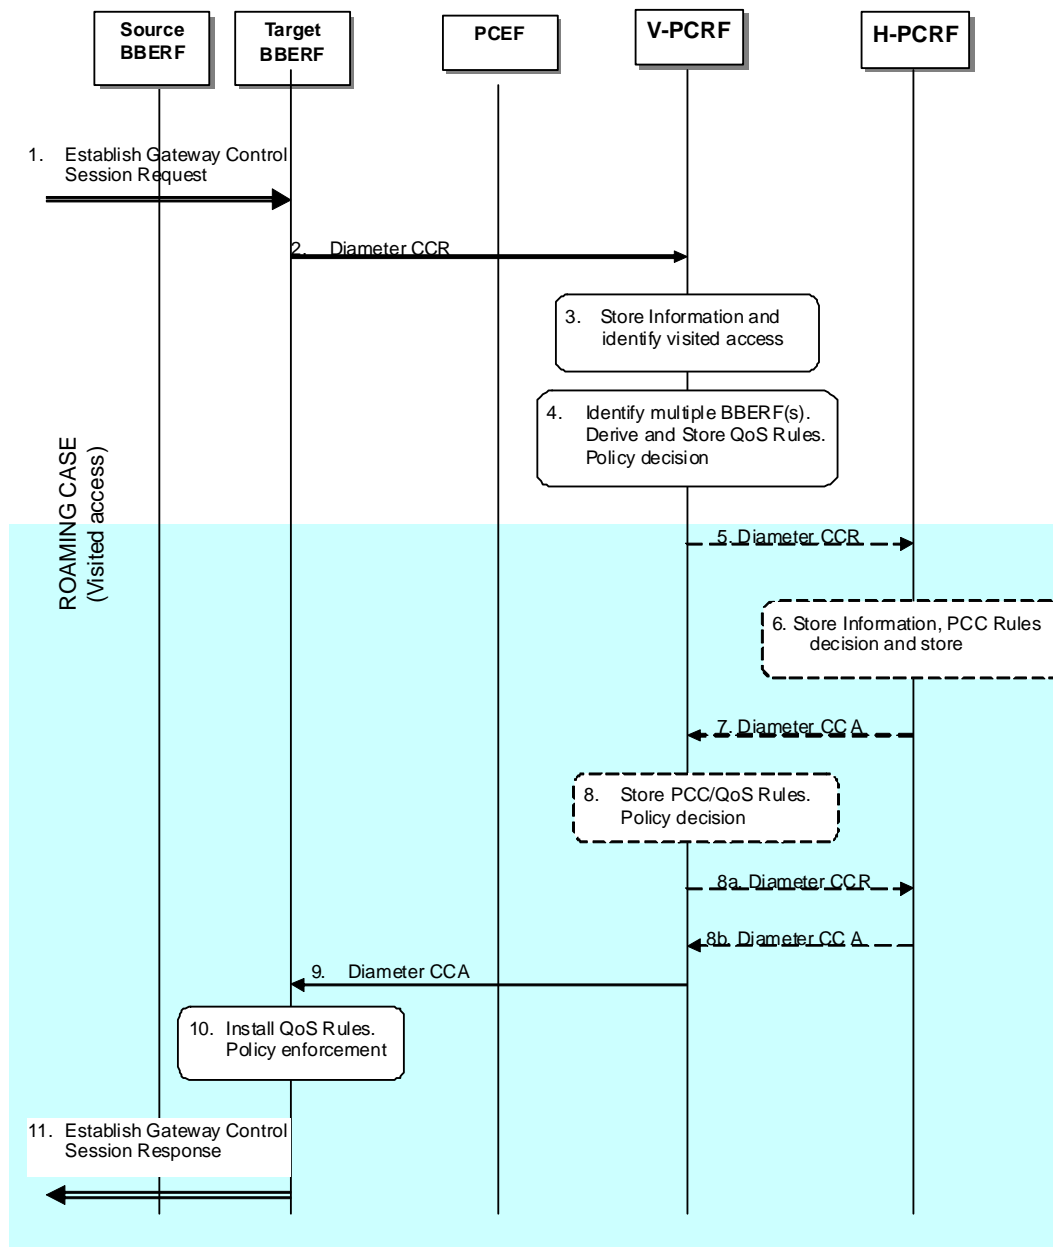 Source
BBERF
Target
BBERF
PCEF
V-PCRF
H-PCRF
1. Establish Gateway Control
Session Request
2. Diameter CCR
3. Store Information and
identify visited access
4. Identify multiple BBERF(s).
Derive and Store QoS Rules.
Policy decision
ROAMING CASE
(Visited access)
5. Diameter CCR
6. Store Information, PCC Rules
decision and store
7. Diameter CCA
8. Store PCC/QoS Rules.
Policy decision
8a. Diameter CCR
8b. Diameter CCA
9. Diameter CCA
10. Install QoS Rules.
Policy enforcement
11. Establish Gateway Control
Session Response